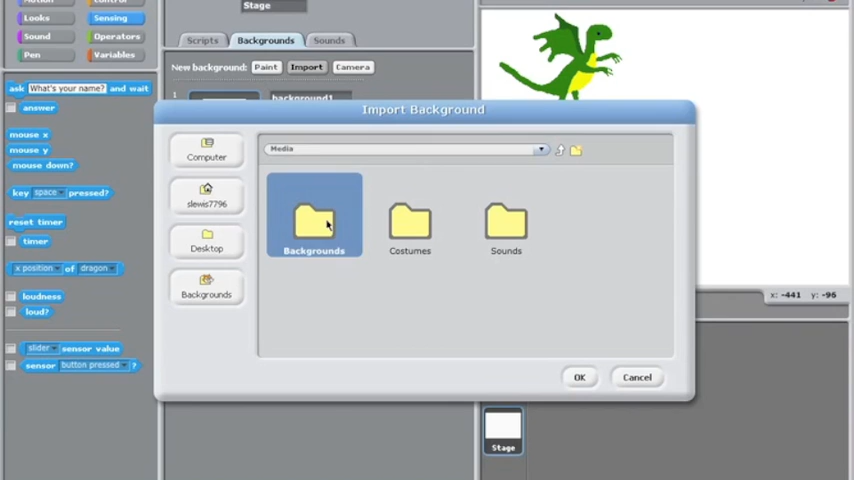 Motion Control
Looks Sensing
Sound Operators
Pen Variables
ask What's your name? and wait
answer
mouse x
mouse y
mouse down?
key space pressed?
reset timer
timer
x position of dragon
loudness
loud?
slider sensor value
sensor button pressed ?
Stage
Scripts Backgrounds Sounds
New background: Paint Import Camera
1
background1
Import Background
Computer
slewis7796
Desktop
Backgrounds
Media
Backgrounds Costumes Sounds
OK Cancel
x: -441 y: -96
Stage